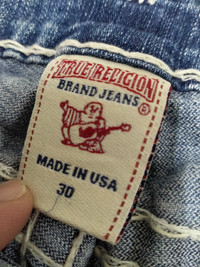 TRUE RELIGION
BRAND JEANS
R
MADE IN USA
30